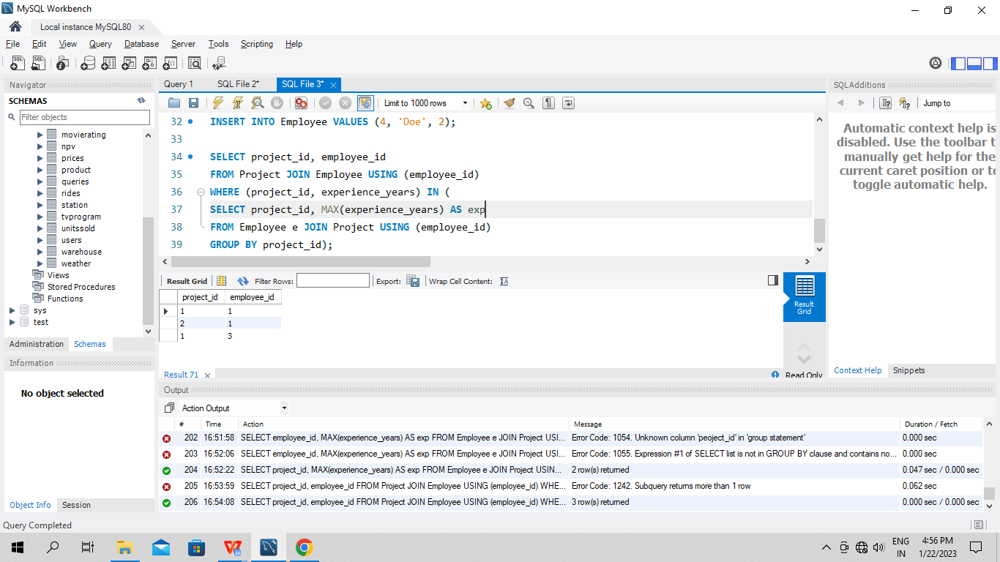 MySQL Workbench
Local instance MySQL80
File Edit View Query Database Server Tools Scripting Help
Navigator
SCHEMAS
Filter objects
movierating
npv
prices
product
queries
rides
station
tvprogram
unitssold
users
warehouse
weather
Views
Stored Procedures
Functions
sys
test
Administration Schemas
Information
No object selected
Object Info Session
Query 1 SQL File 2* SQL File 3*
Limit to 1000 rows
32 INSERT INTO Employee VALUES (4, 'Doe', 2);
33
34 SELECT project_id, employee_id
35 FROM Project JOIN Employee USING (employee_id)
36 WHERE (project_id, experience_years) IN (
37 SELECT project_id, MAX(experience_years) AS exp
38 FROM Employee e JOIN Project USING (employee_id)
39 GROUP BY project_id);
Result Grid Filter Rows: Export: Wrap Cell Content:
project_id employee_id
1 1
2 1
1 3
Result Grid
Result 71
Read Only
SQLAdditions
Jump to
Automatic context help is
disabled. Use the toolbar t
manually get help for the
current caret position or to
toggle automatic help.
Context Help Snippets
Output
Action Output
# Time Action Message Duration / Fetch
202 16:51:58 SELECT employee_id, MAX(experience_years) AS exp FROM Employee e JOIN Project USI... Error Code: 1054. Unknown column 'peoject_id' in 'group statement' 0.000 sec
203 16:52:06 SELECT employee_id, MAX(experience_years) AS exp FROM Employee e JOIN Project USI... Error Code: 1055. Expression #1 of SELECT list is not in GROUP BY clause and contains no... 0.000 sec
204 16:52:22 SELECT project_id, MAX(experience_years) AS exp FROM Employee e JOIN Project USIN... 2 row(s) returned 0.047 sec / 0.000 sec
205 16:53:59 SELECT project_id, employee_id FROM Project JOIN Employee USING (employee_id) WHE... Error Code: 1242. Subquery returns more than 1 row 0.062 sec
206 16:54:08 SELECT project_id, employee_id FROM Project JOIN Employee USING (employee_id) WHE... 3 row(s) returned 0.000 sec / 0.000 sec
Query Completed
ENG
IN
4:56 PM
1/22/2023